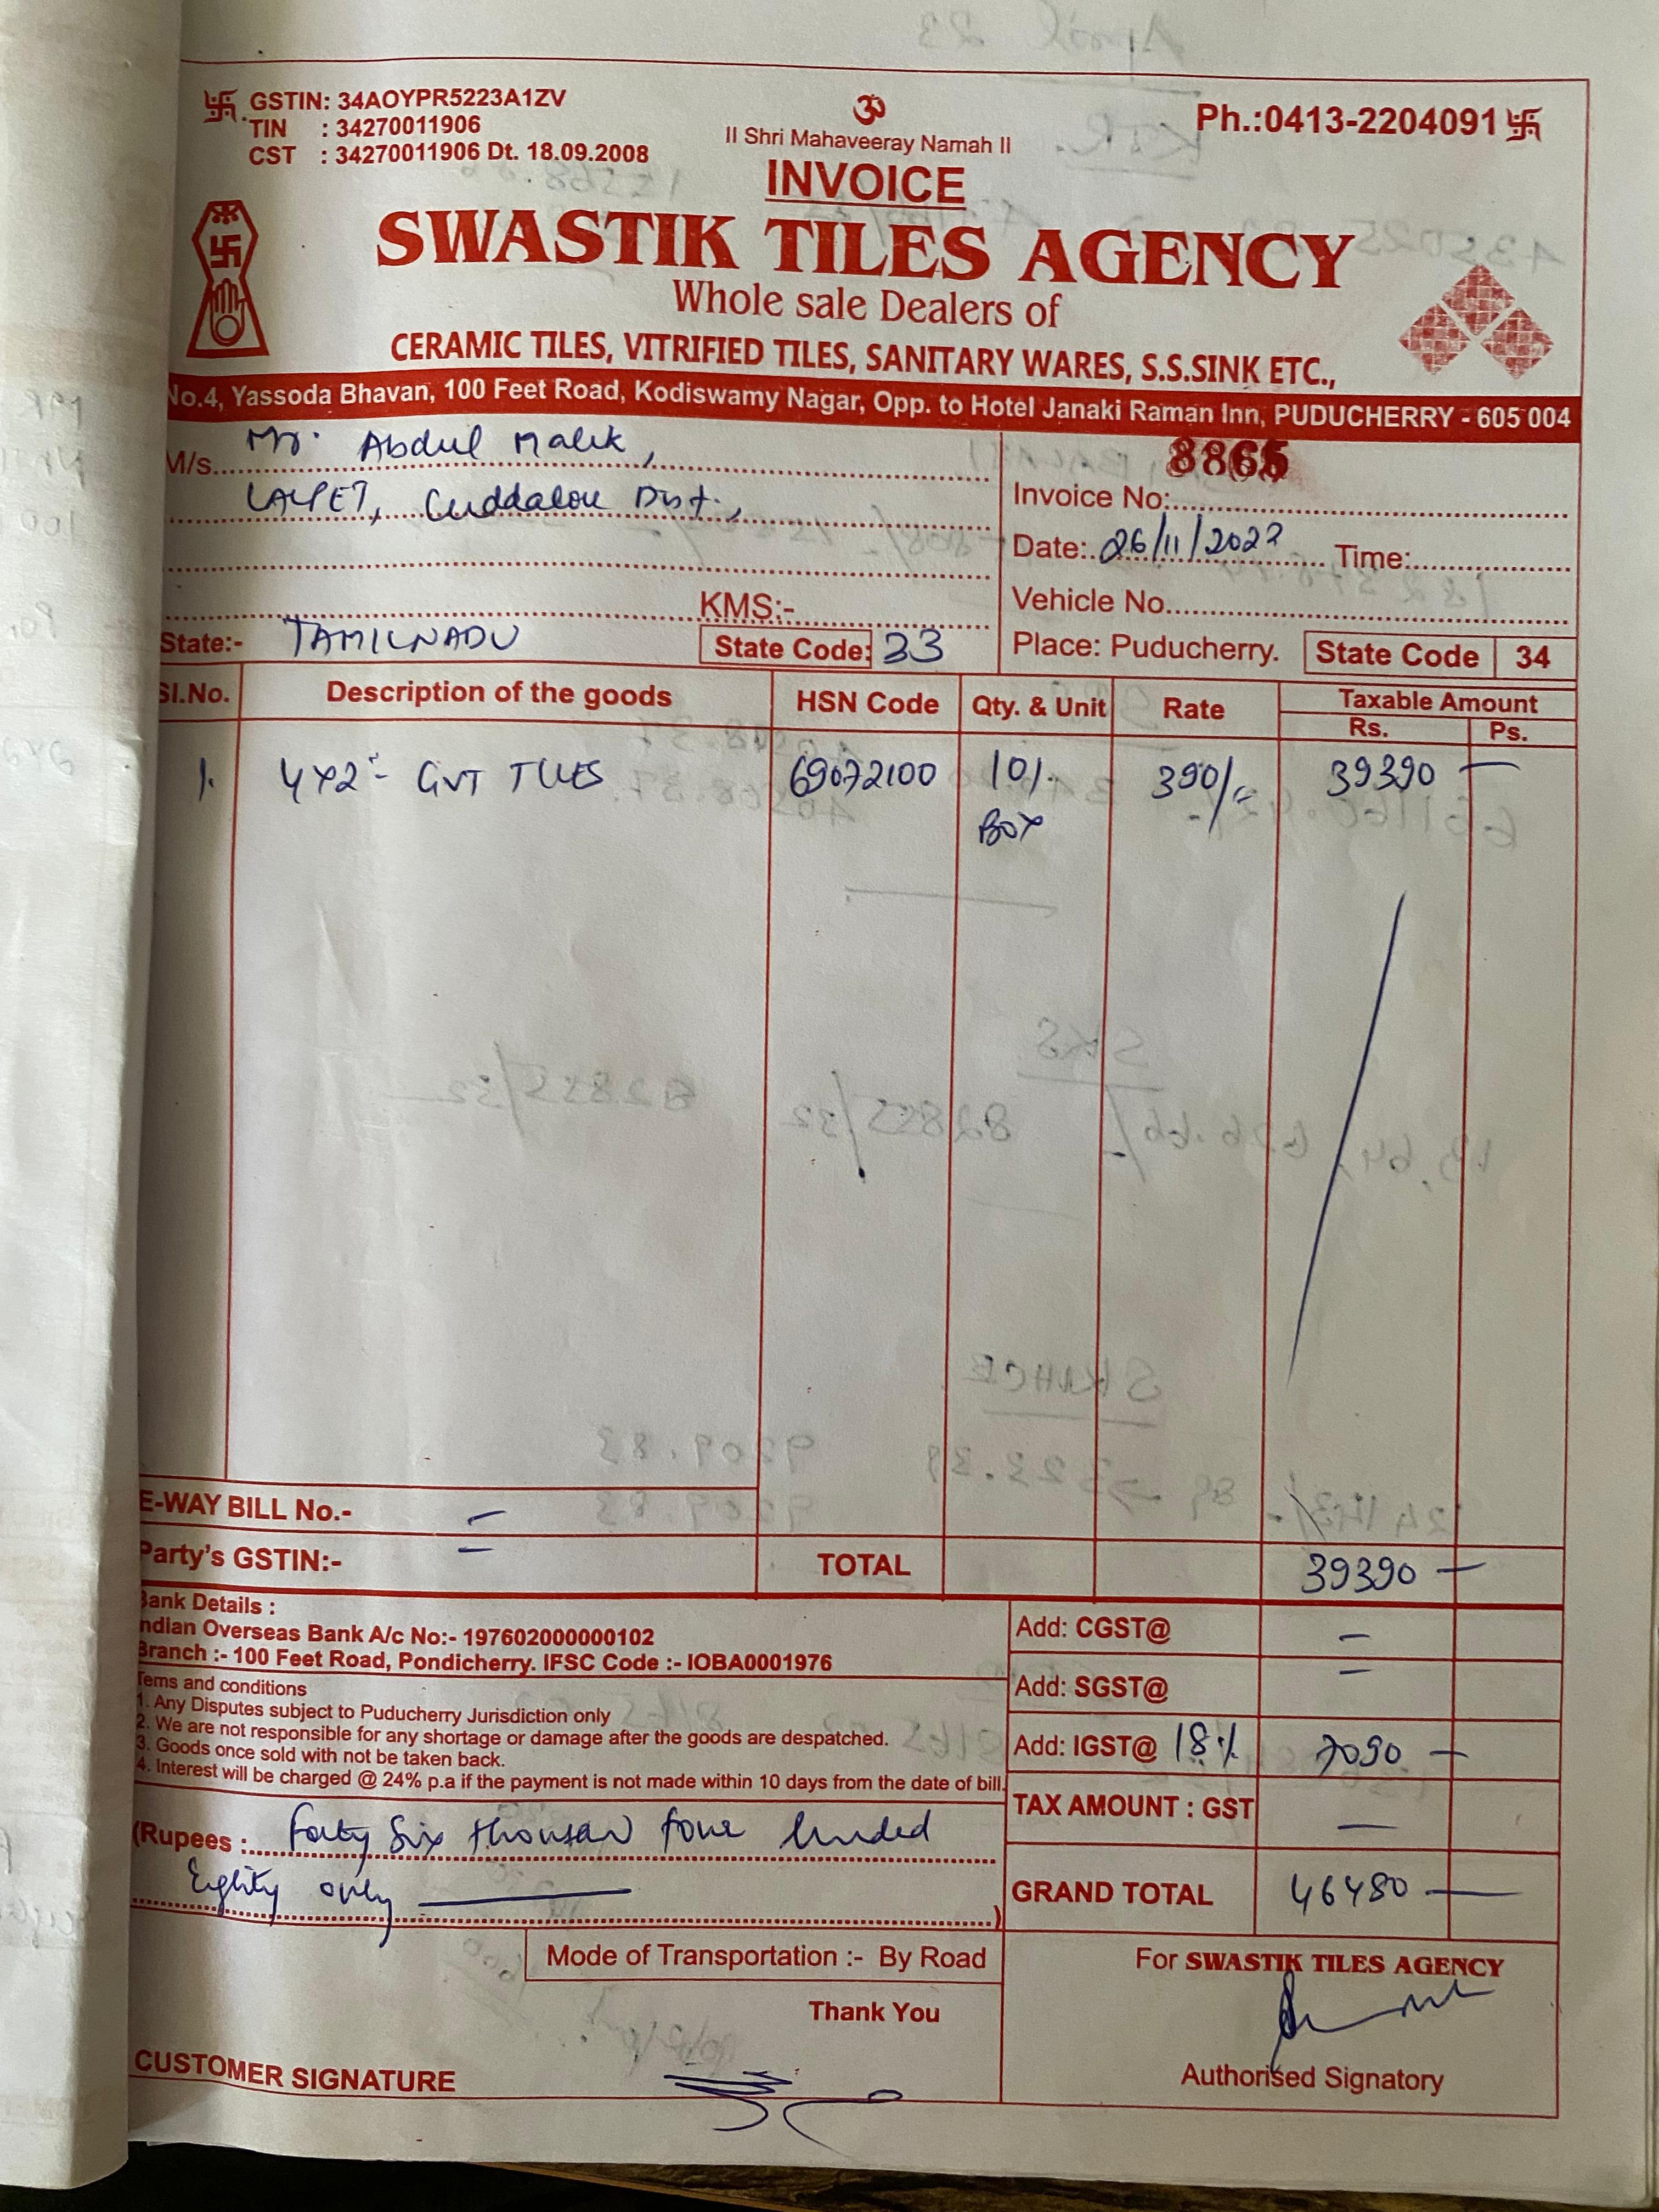 GSTIN: 34AOYPR5223A1ZV
TIN : 34270011906
CST : 34270011906 Dt. 18.09.2008
ॐ
II Shri Mahaveeray Namah II
Ph.:0413-2204091
INVOICE
SWASTIK TILES AGENCY
Whole sale Dealers of
CERAMIC TILES, VITRIFIED TILES, SANITARY WARES, S.S.SINK ETC.,
No.4, Yassoda Bhavan, 100 Feet Road, Kodiswamy Nagar, Opp. to Hotel Janaki Raman Inn, PUDUCHERRY - 605 004
M/s. Mr. Abdul Malik,
LALPET, Cuddalore Dist.,
Invoice No: 8865
Date: 26/11/2022 Time:
KMS:-
Vehicle No.
State:- TAMILNADU State Code: 33
Place: Puducherry. State Code 34
Sl.No. Description of the goods HSN Code Qty. & Unit Rate Taxable Amount
Rs. Ps.
1. 4x2 - GVT TILES 69072100 101. 390/= 39390 —
BOX
E-WAY BILL No.- —
Party's GSTIN:- —
TOTAL 39390 —
Bank Details :
Indian Overseas Bank A/c No:- 197602000000102
Branch :- 100 Feet Road, Pondicherry. IFSC Code :- IOBA0001976
Tems and conditions
1. Any Disputes subject to Puducherry Jurisdiction only
2. We are not responsible for any shortage or damage after the goods are despatched.
3. Goods once sold with not be taken back.
4. Interest will be charged @ 24% p.a if the payment is not made within 10 days from the date of bill.
Add: CGST@ —
Add: SGST@ —
Add: IGST@ 18% 7090 —
TAX AMOUNT : GST —
GRAND TOTAL 46480 —
(Rupees : Forty Six thousan four hunded
Eighty only )
Mode of Transportation :- By Road
Thank You
CUSTOMER SIGNATURE
For SWASTIK TILES AGENCY
Authorised Signatory